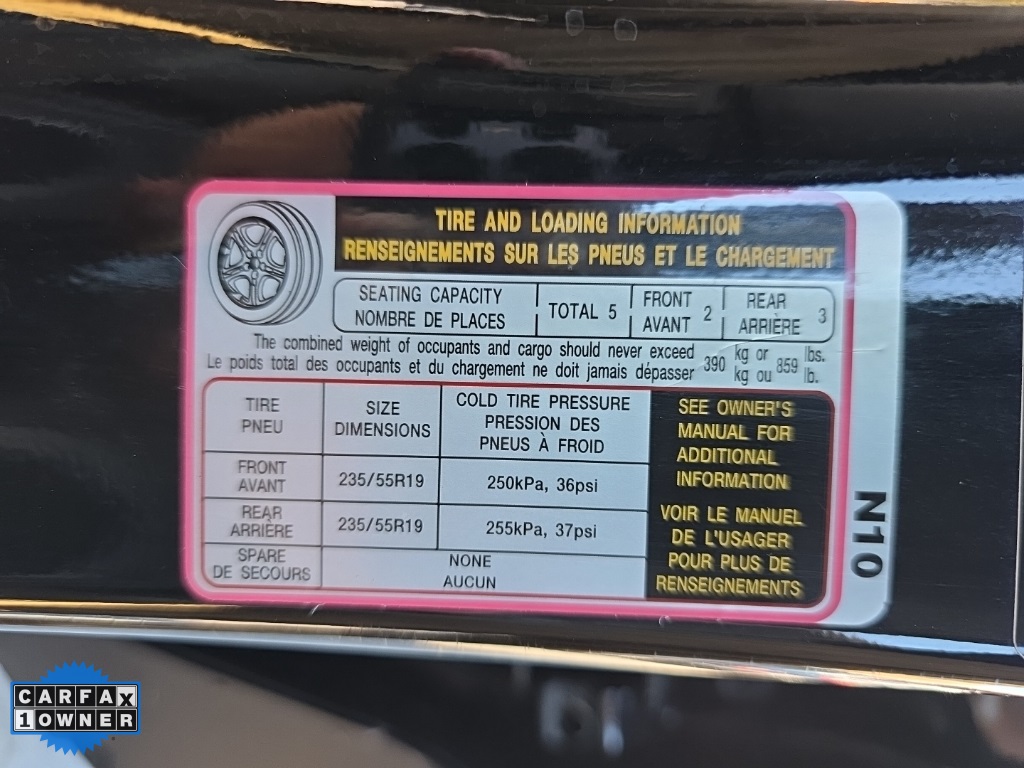 TIRE AND LOADING INFORMATION
RENSEIGNEMENTS SUR LES PNEUS ET LE CHARGEMENT
SEATING CAPACITY
NOMBRE DE PLACES
TOTAL 5
FRONT
AVANT
2
REAR
ARRIÈRE
3
The combined weight of occupants and cargo should never exceed
Le poids total des occupants et du chargement ne doit jamais dépasser
390
kg or
kg ou
859
lbs.
lb.
TIRE
PNEU
SIZE
DIMENSIONS
COLD TIRE PRESSURE
PRESSION DES
PNEUS À FROID
FRONT
AVANT
235/55R19
250kPa, 36psi
REAR
ARRIÈRE
235/55R19
255kPa, 37psi
SPARE
DE SECOURS
NONE
AUCUN
SEE OWNER'S
MANUAL FOR
ADDITIONAL
INFORMATION
VOIR LE MANUEL
DE L'USAGER
POUR PLUS DE
RENSEIGNEMENTS
N10
CARFAX
1 OWNER